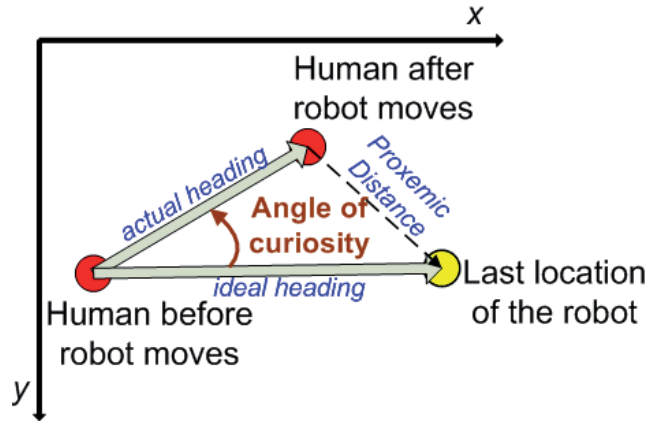 x
Human after
robot moves
actual heading
Proxemic
Distance
Angle of
curiosity
ideal heading
Last location
of the robot
Human before
robot moves
y